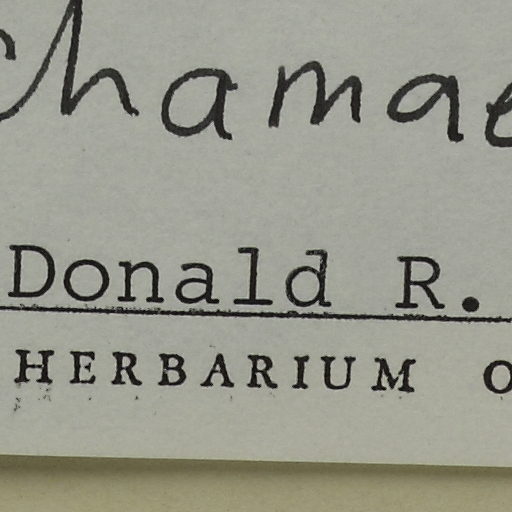 chamae
Donald R.
HERBARIUM O